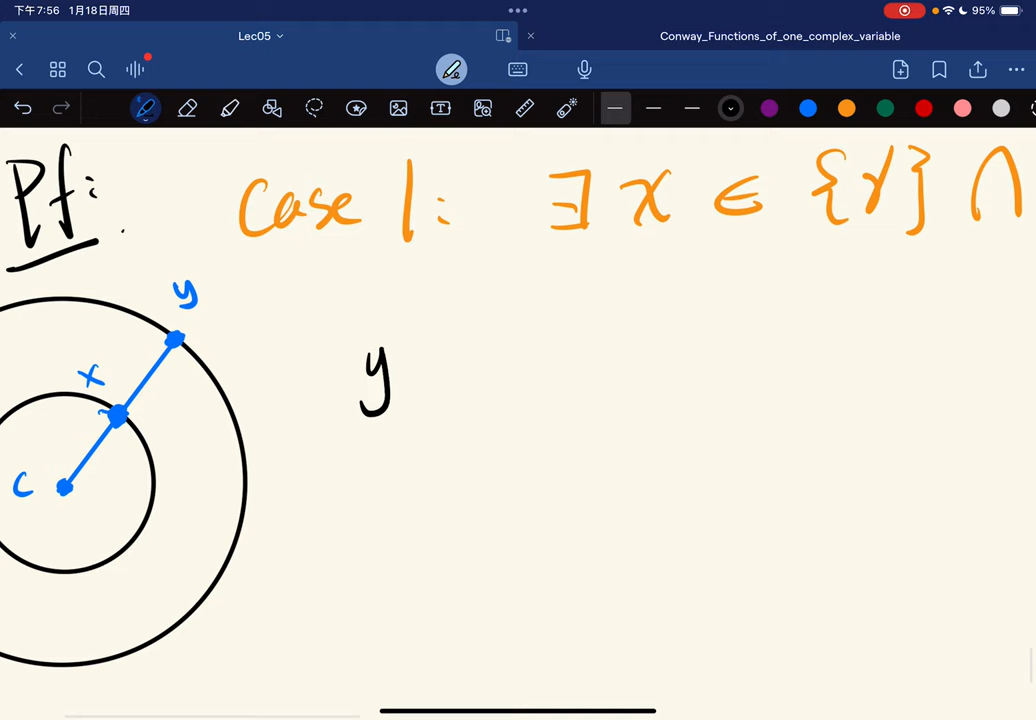 下午7:56 1月18日周四
95%
Lec05
Conway_Functions_of_one_complex_variable
Pf: Case 1: ∃ x ∈ {γ} ∩
y
x
y
c